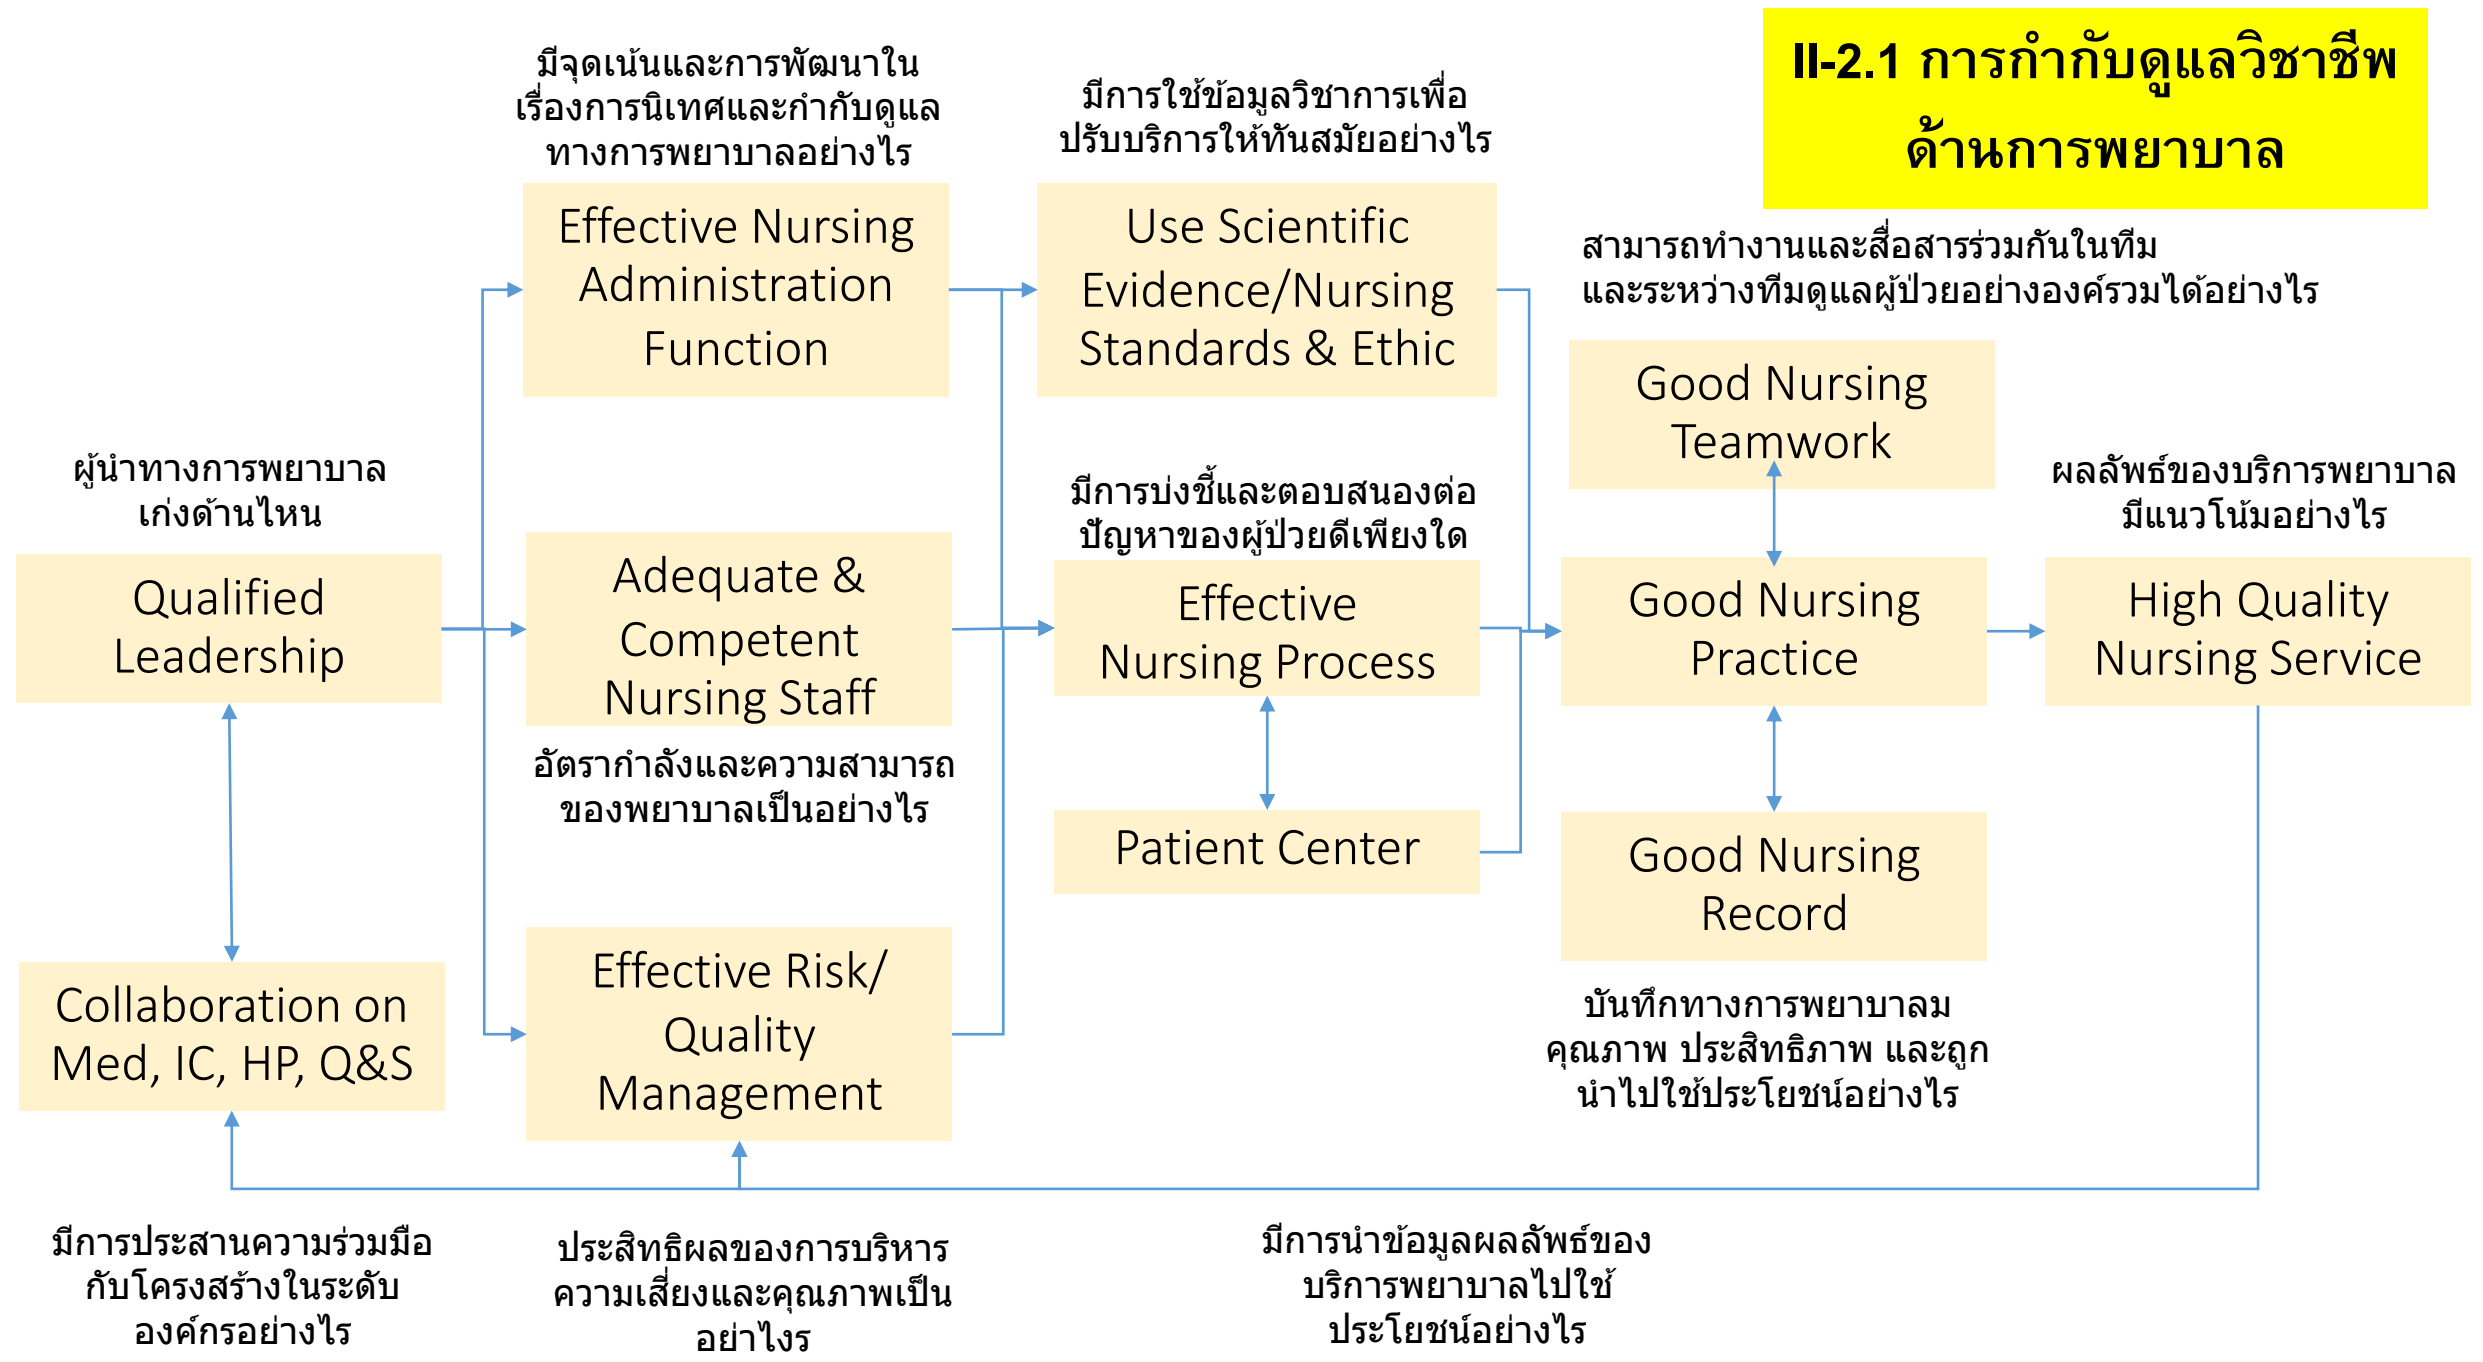 II-2.1 การกำกับดูแลวิชาชีพ
ด้านการพยาบาล
มีจุดเน้นและการพัฒนาใน
เรื่องการนิเทศและกำกับดูแล
ทางการพยาบาลอย่างไร
Effective Nursing
Administration
Function
มีการใช้ข้อมูลวิชาการเพื่อ
ปรับบริการให้ทันสมัยอย่างไร
Use Scientific
Evidence/Nursing
Standards & Ethic
สามารถทำงานและสื่อสารร่วมกันในทีม
และระหว่างทีมดูแลผู้ป่วยอย่างองค์รวมได้อย่างไร
Good Nursing
Teamwork
ผู้นำทางการพยาบาล
เก่งด้านไหน
Qualified
Leadership
Adequate &
Competent
Nursing Staff
อัตรากำลังและความสามารถ
ของพยาบาลเป็นอย่างไร
มีการบ่งชี้และตอบสนองต่อ
ปัญหาของผู้ป่วยดีเพียงใด
Effective
Nursing Process
Good Nursing
Practice
ผลลัพธ์ของบริการพยาบาล
มีแนวโน้มอย่างไร
High Quality
Nursing Service
Patient Center
Good Nursing
Record
บันทึกทางการพยาบาลม
คุณภาพ ประสิทธิภาพ และถูก
นำไปใช้ประโยชน์อย่างไร
Collaboration on
Med, IC, HP, Q&S
Effective Risk/
Quality
Management
มีการประสานความร่วมมือ
กับโครงสร้างในระดับ
องค์กรอย่างไร
ประสิทธิผลของการบริหาร
ความเสี่ยงและคุณภาพเป็น
อย่าไงร
มีการนำข้อมูลผลลัพธ์ของ
บริการพยาบาลไปใช้
ประโยชน์อย่างไร